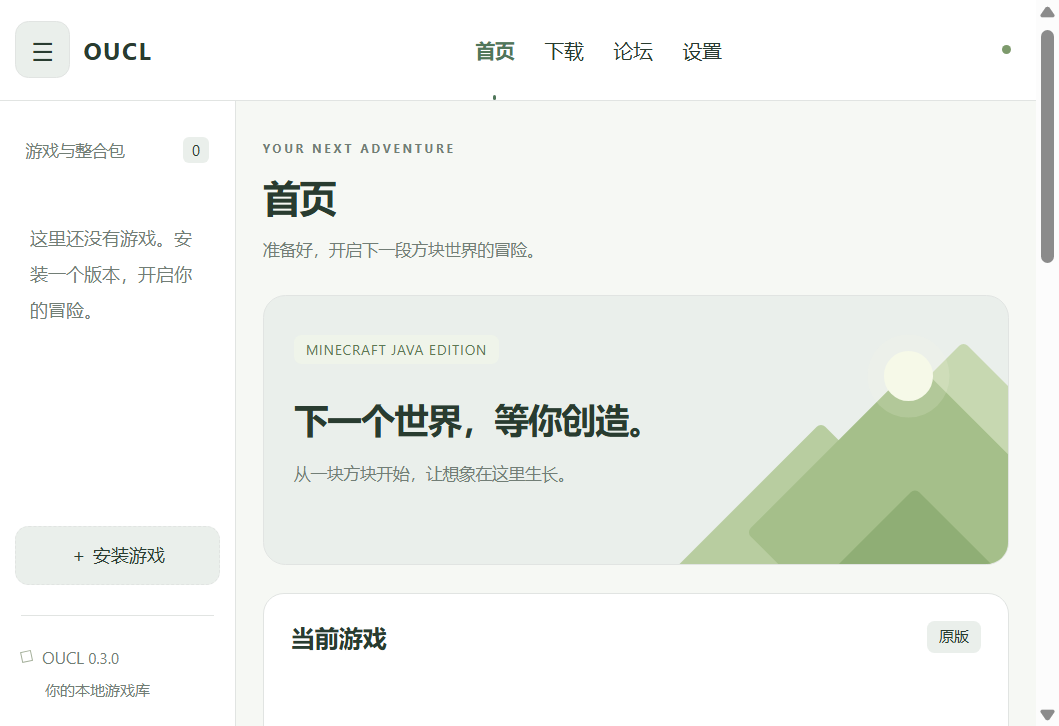 OUCL
首页 下载 论坛 设置
游戏与整合包 0
这里还没有游戏。安
装一个版本，开启你
的冒险。
+ 安装游戏
OUCL 0.3.0
你的本地游戏库
YOUR NEXT ADVENTURE
首页
准备好，开启下一段方块世界的冒险。
MINECRAFT JAVA EDITION
下一个世界，等你创造。
从一块方块开始，让想象在这里生长。
当前游戏 原版